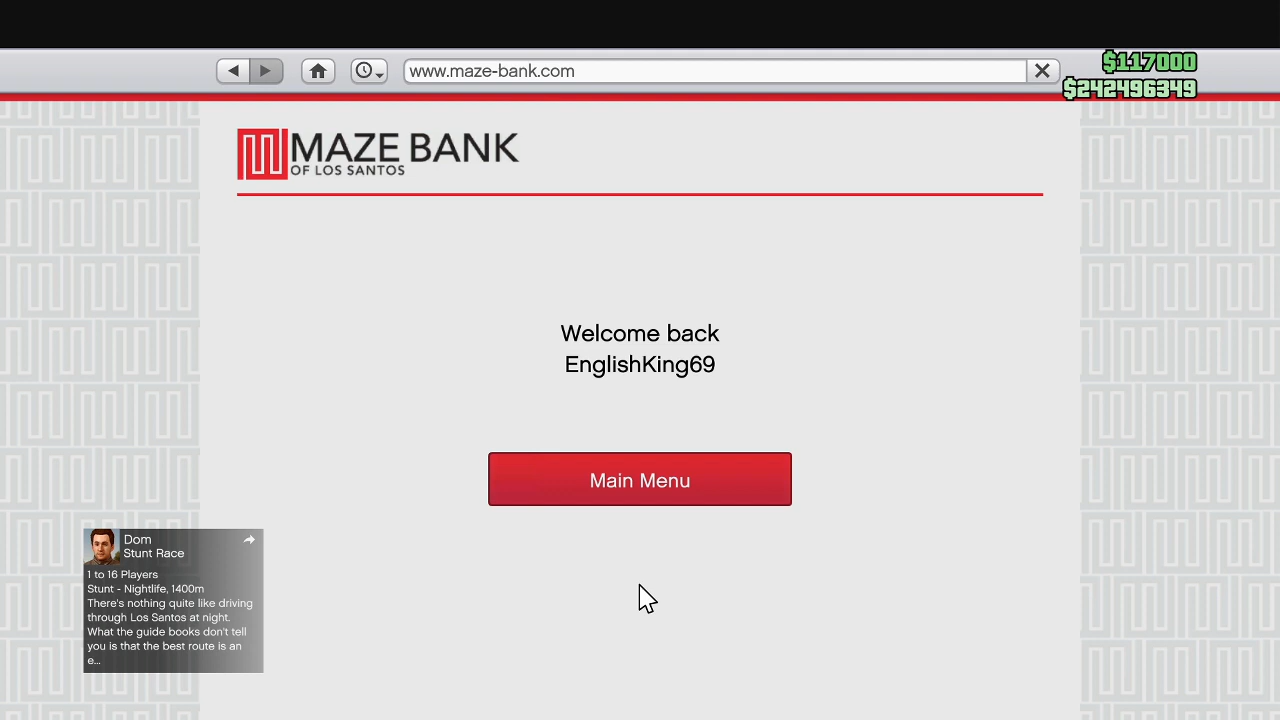 www.maze-bank.com
$117000
$242496349
MAZE BANK
OF LOS SANTOS
Welcome back
EnglishKing69
Main Menu
Dom
Stunt Race
1 to 16 Players
Stunt - Nightlife, 1400m
There's nothing quite like driving
through Los Santos at night.
What the guide books don't tell
you is that the best route is an
e...